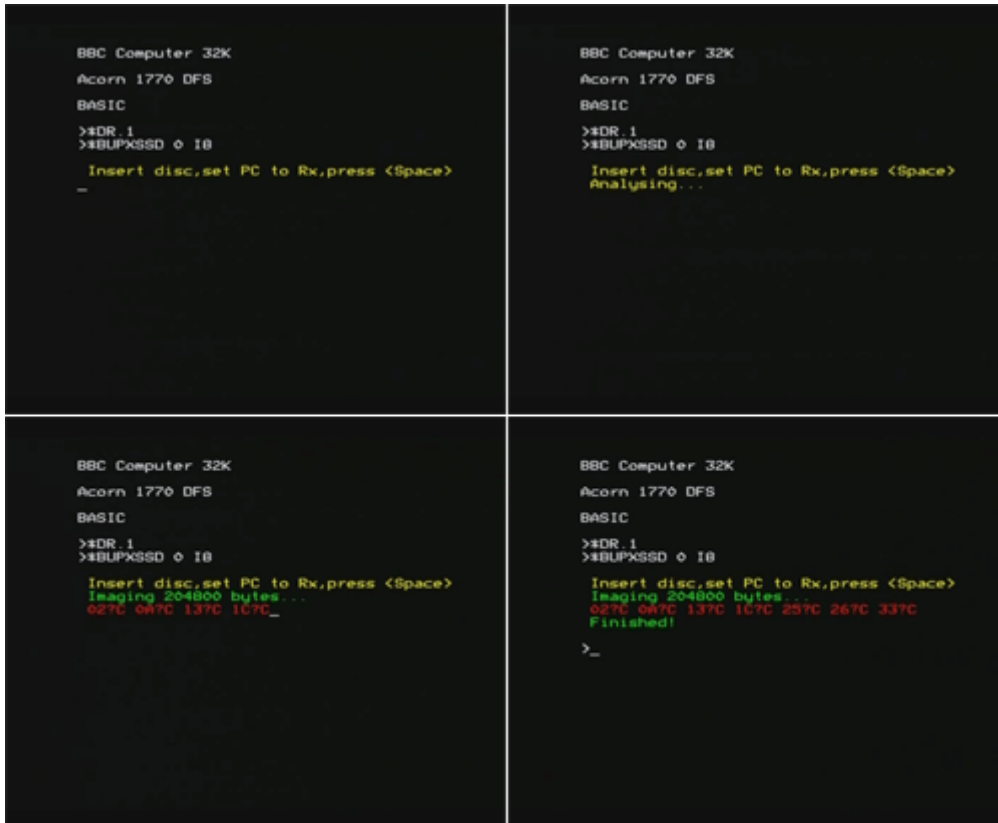 BBC Computer 32K
Acorn 1770 DFS
BASIC
>*DR.1
>*BUPXSSD 0 I8
Insert disc,set PC to Rx,press <Space>
_
BBC Computer 32K
Acorn 1770 DFS
BASIC
>*DR.1
>*BUPXSSD 0 I8
Insert disc,set PC to Rx,press <Space>
Analysing...
BBC Computer 32K
Acorn 1770 DFS
BASIC
>*DR.1
>*BUPXSSD 0 I8
Insert disc,set PC to Rx,press <Space>
Imaging 204800 bytes...
02?C 0A?C 13?C 1C?C_
BBC Computer 32K
Acorn 1770 DFS
BASIC
>*DR.1
>*BUPXSSD 0 I8
Insert disc,set PC to Rx,press <Space>
Imaging 204800 bytes...
02?C 0A?C 13?C 1C?C 25?C 26?C 33?C
Finished!
>_